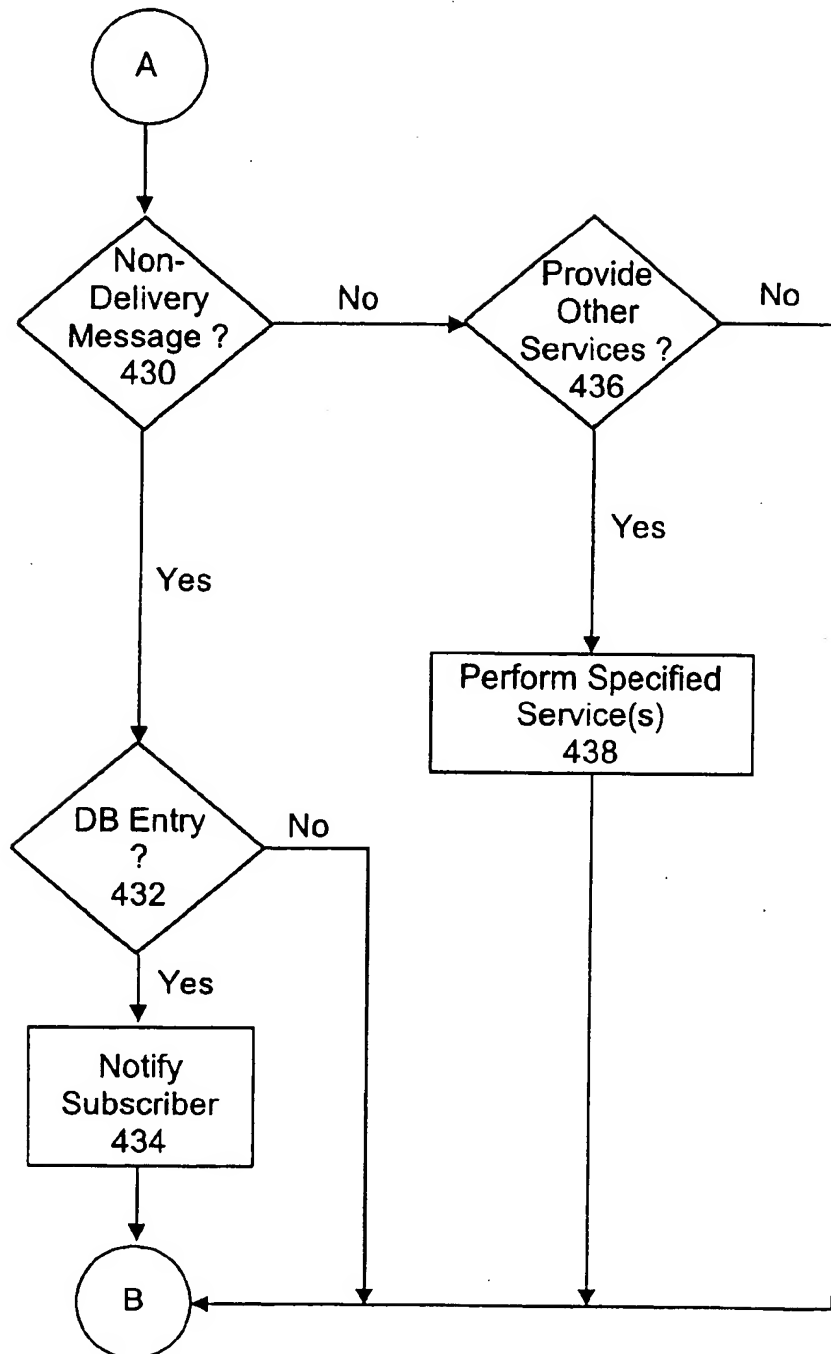 A
Non-
Delivery
Message ?
430
No
Provide
Other
Services ?
436
No
Yes
Yes
Perform Specified
Service(s)
438
DB Entry
?
432
No
Yes
Notify
Subscriber
434
B